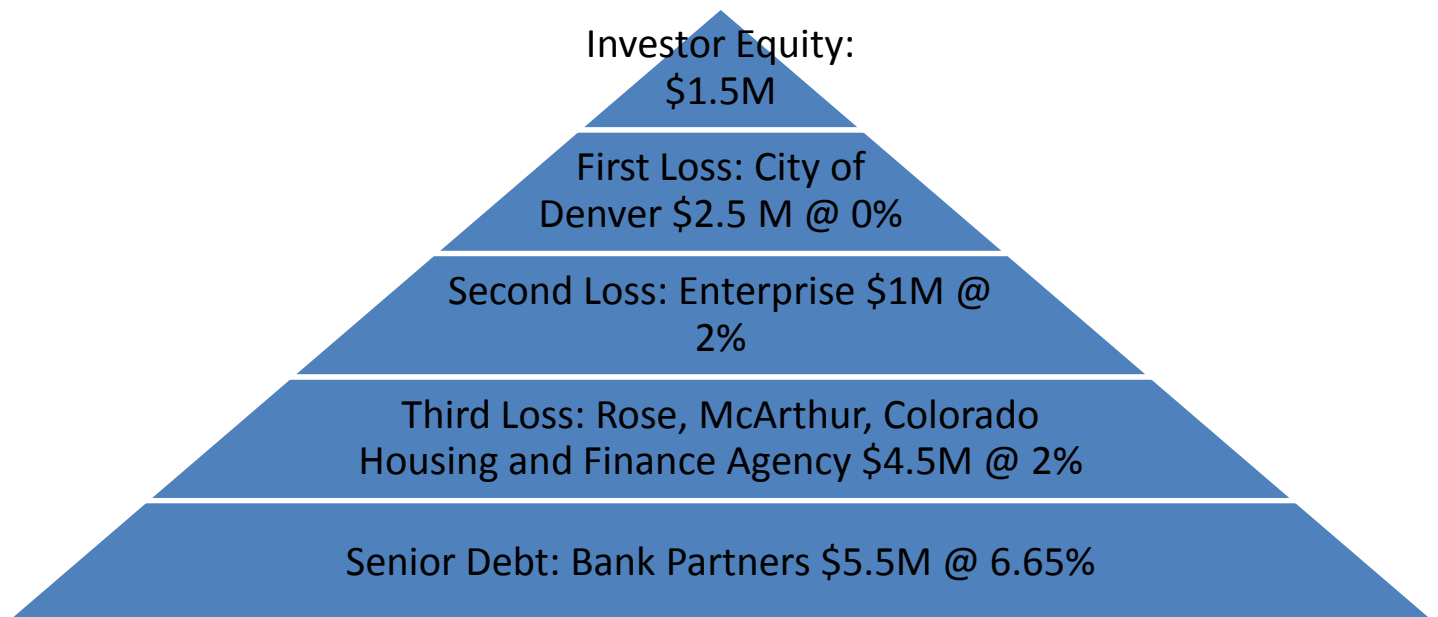 Investor Equity:
$1.5M
First Loss: City of
Denver $2.5 M @ 0%
Second Loss: Enterprise $1M @
2%
Third Loss: Rose, McArthur, Colorado
Housing and Finance Agency $4.5M @ 2%
Senior Debt: Bank Partners $5.5M @ 6.65%